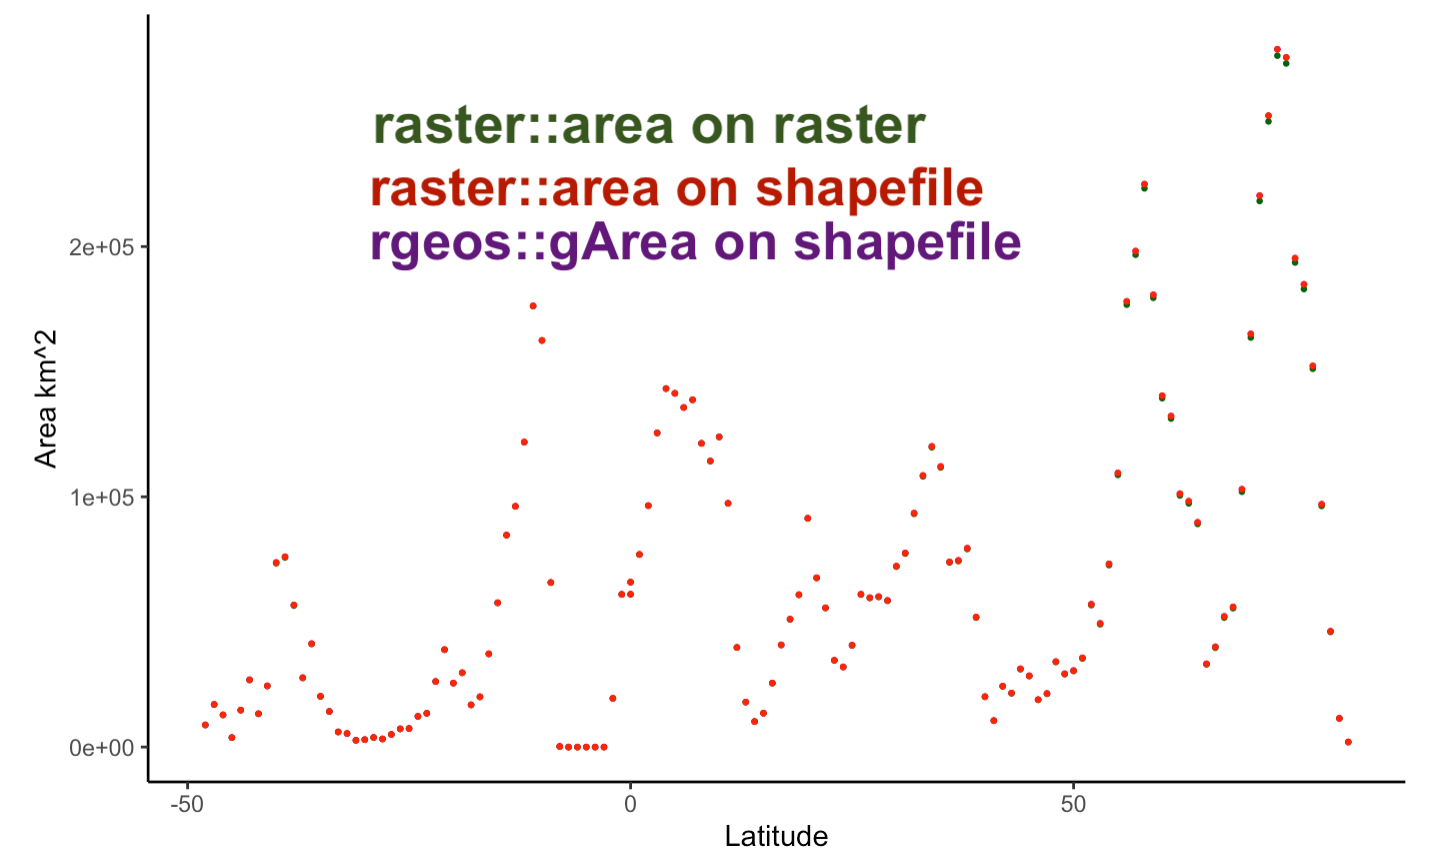 raster::area on raster
raster::area on shapefile
rgeos::gArea on shapefile
Area km^2
2e+05
1e+05
0e+00
-50
0
50
Latitude